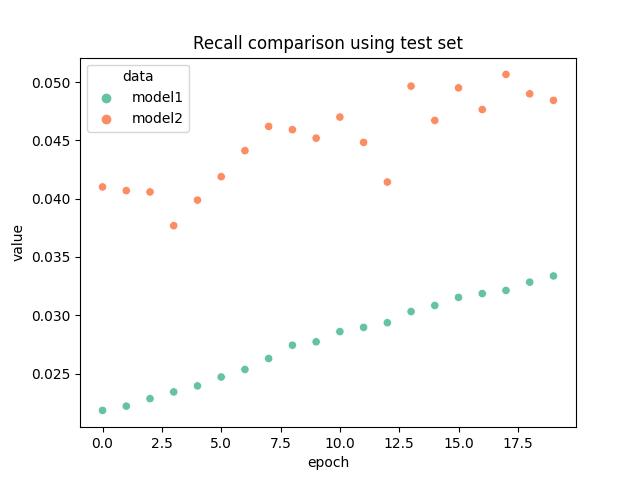 Recall comparison using test set
data
model1
model2
0.050
0.045
0.040
0.035
0.030
0.025
value
0.0 2.5 5.0 7.5 10.0 12.5 15.0 17.5
epoch